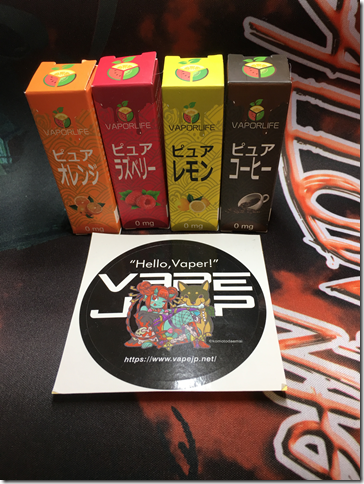 VAPORLIFE
ピュア
オレンジ
0 mg
VAPORLIFE
ピュア
ラズベリー
0 mg
VAPORLIFE
ピュア
レモン
0 mg
VAPORLIFE
ピュア
コーヒー
0 mg
"Hello,Vaper!"
VAPE
JP
https://www.vapejp.net/